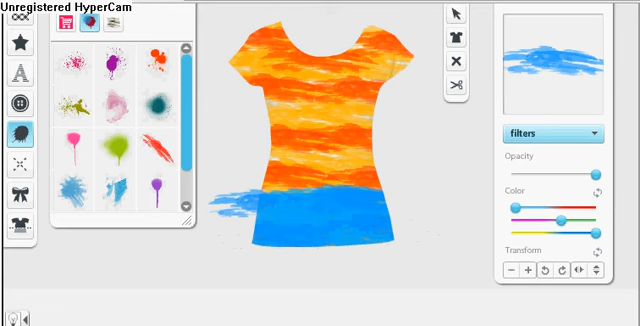 Unregistered HyperCam
filters
Opacity
Color
Transform